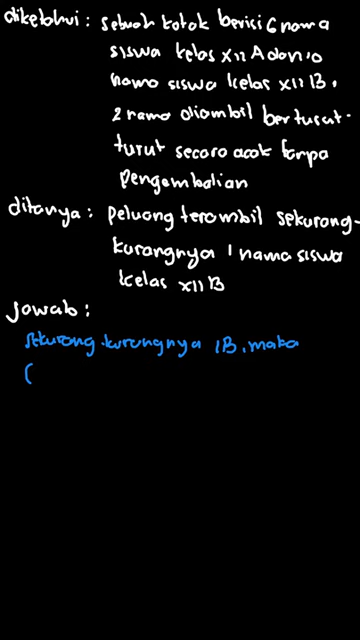 diketahui : sebuah kotak berisi 6 nama
siswa kelas XII A dan 10
nama siswa kelas XII B.
2 nama diambil berturut-
turut secara acak tanpa
pengembalian
ditanya : peluang terambil sekurang-
kurangnya 1 nama siswa
kelas XII B
jawab :
sekurang-kurangnya 1B, maka
(